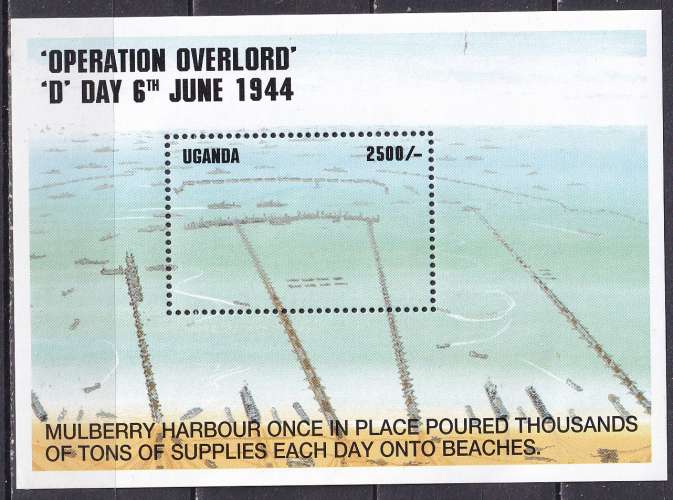 'OPERATION OVERLORD'
'D' DAY 6TH JUNE 1944
UGANDA 2500/-
MULBERRY HARBOUR ONCE IN PLACE POURED THOUSANDS
OF TONS OF SUPPLIES EACH DAY ONTO BEACHES.